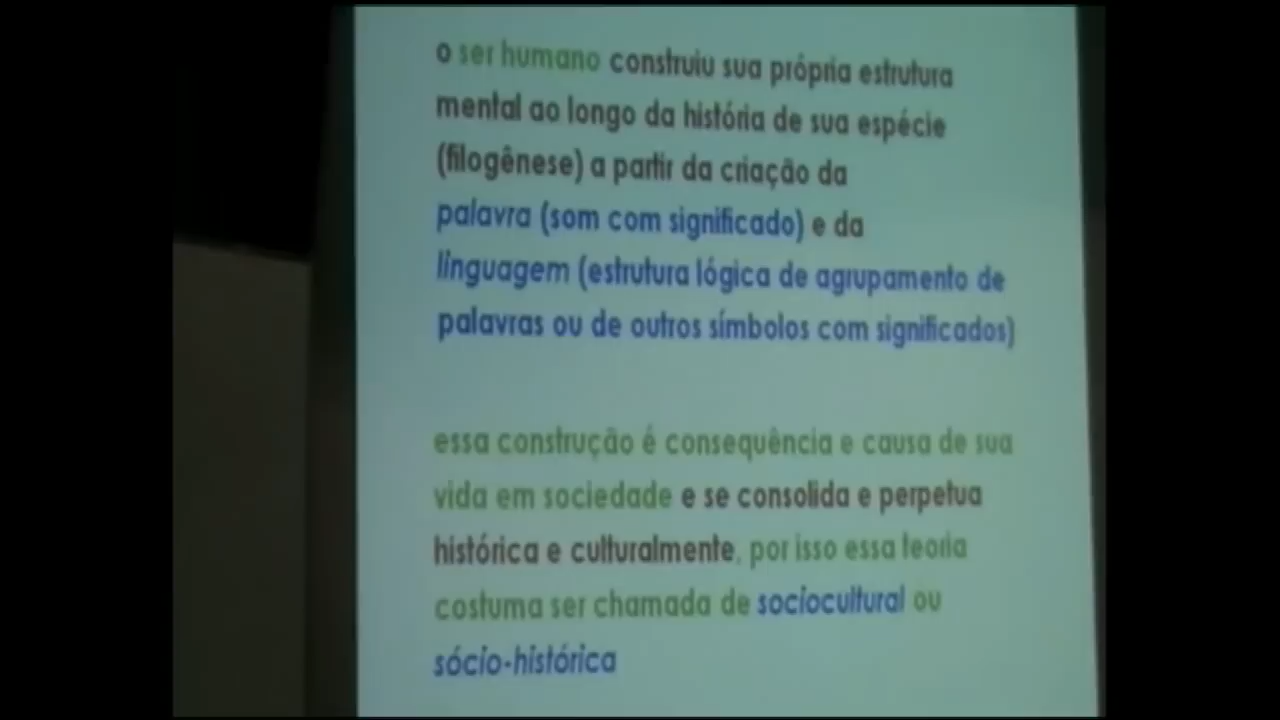 o ser humano construiu sua própria estrutura
mental ao longo da história de sua espécie
(filogênese) a partir da criação da
palavra (som com significado) e da
linguagem (estrutura lógica de agrupamento de
palavras ou de outros símbolos com significados)
essa construção é consequência e causa de sua
vida em sociedade e se consolida e perpetua
histórica e culturalmente, por isso essa teoria
costuma ser chamada de sociocultural ou
sócio-histórica